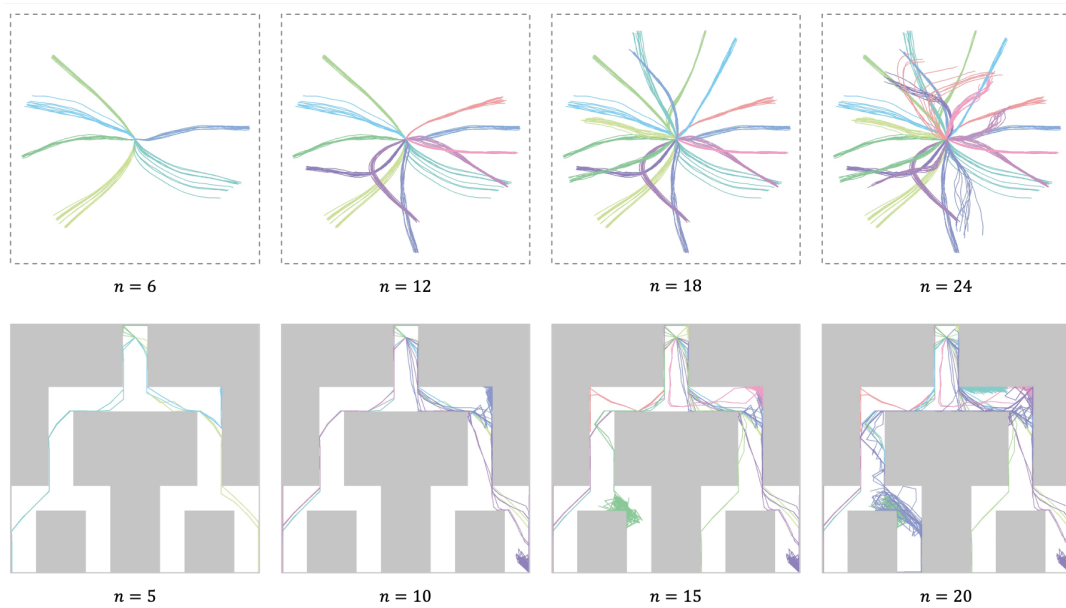 n = 6 n = 12 n = 18 n = 24
n = 5 n = 10 n = 15 n = 20